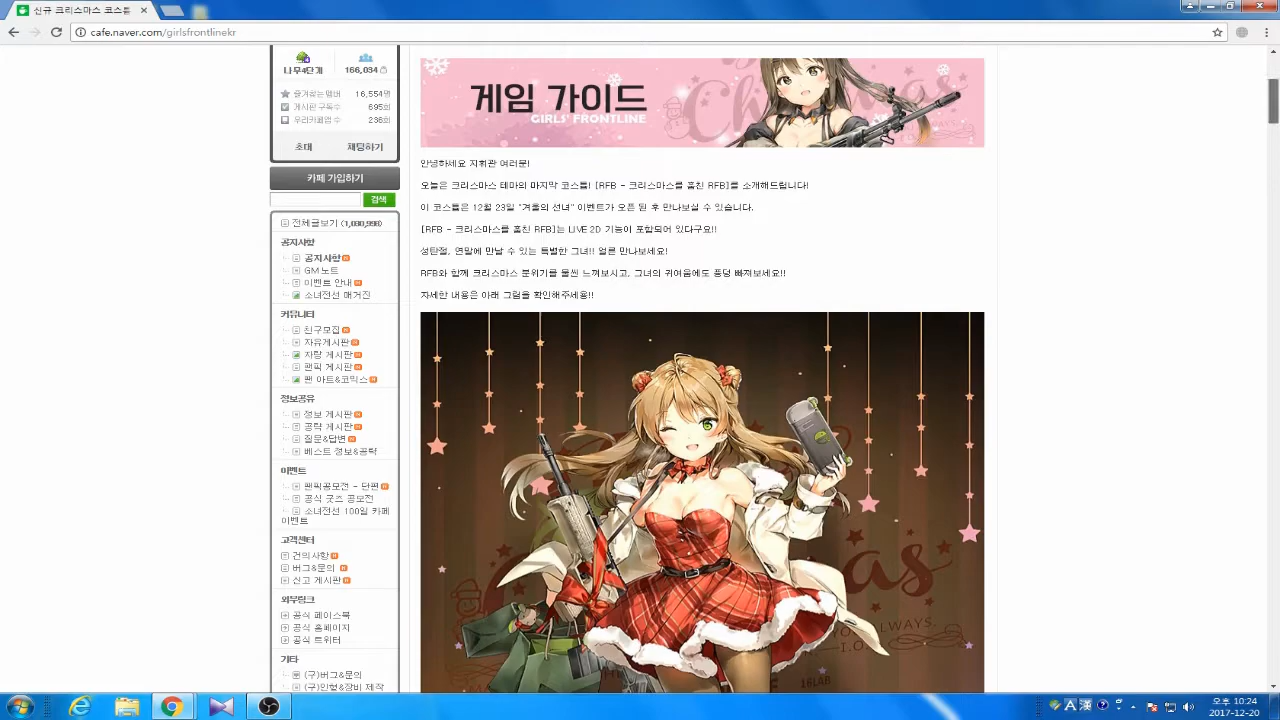 신규 크리스마스 코스튬
cafe.naver.com/girlsfrontlinekr
나무4단계
166,034
즐겨찾는멤버 16,554명
게시판 구독수 695회
우리카페앱 수 236회
초대 채팅하기
카페 가입하기
검색
전체글보기 (1,080,998)
공지사항
공지사항
GM 노트
이벤트 안내
소녀전선 매거진
커뮤니티
친구모집
자유게시판
자랑 게시판
팬픽 게시판
팬 아트&코믹스
정보공유
정보 게시판
공략 게시판
질문&답변
베스트 정보&공략
이벤트
팬픽공모전 - 단편
공식 굿즈 공모전
소녀전선 100일 카페
이벤트
고객센터
건의사항
버그&문의
신고 게시판
외부링크
공식 페이스북
공식 홈페이지
공식 트위터
기타
(구)버그&문의
(구)인형&장비 제작
게임 가이드
GIRLS' FRONTLINE
Christmas
안녕하세요 지휘관 여러분!
오늘은 크리스마스 테마의 마지막 코스튬! [RFB - 크리스마스를 훔친 RFB]를 소개해드립니다!
이 코스튬은 12월 23일 "겨울의 선녀" 이벤트가 오픈 된 후 만나보실 수 있습니다.
[RFB - 크리스마스를 훔친 RFB]는 LIVE 2D 기능이 포함되어 있다구요!!
성탄절, 연말에 만날 수 있는 특별한 그녀!! 얼른 만나보세요!
RFB와 함께 크리스마스 분위기를 물씬 느껴보시고, 그녀의 귀여움에도 퐁당 빠져보세요!!
자세한 내용은 아래 그림을 확인해주세용!!
ALWAYS.
I.O.
16LAB
A 漢
오후 10:24
2017-12-20